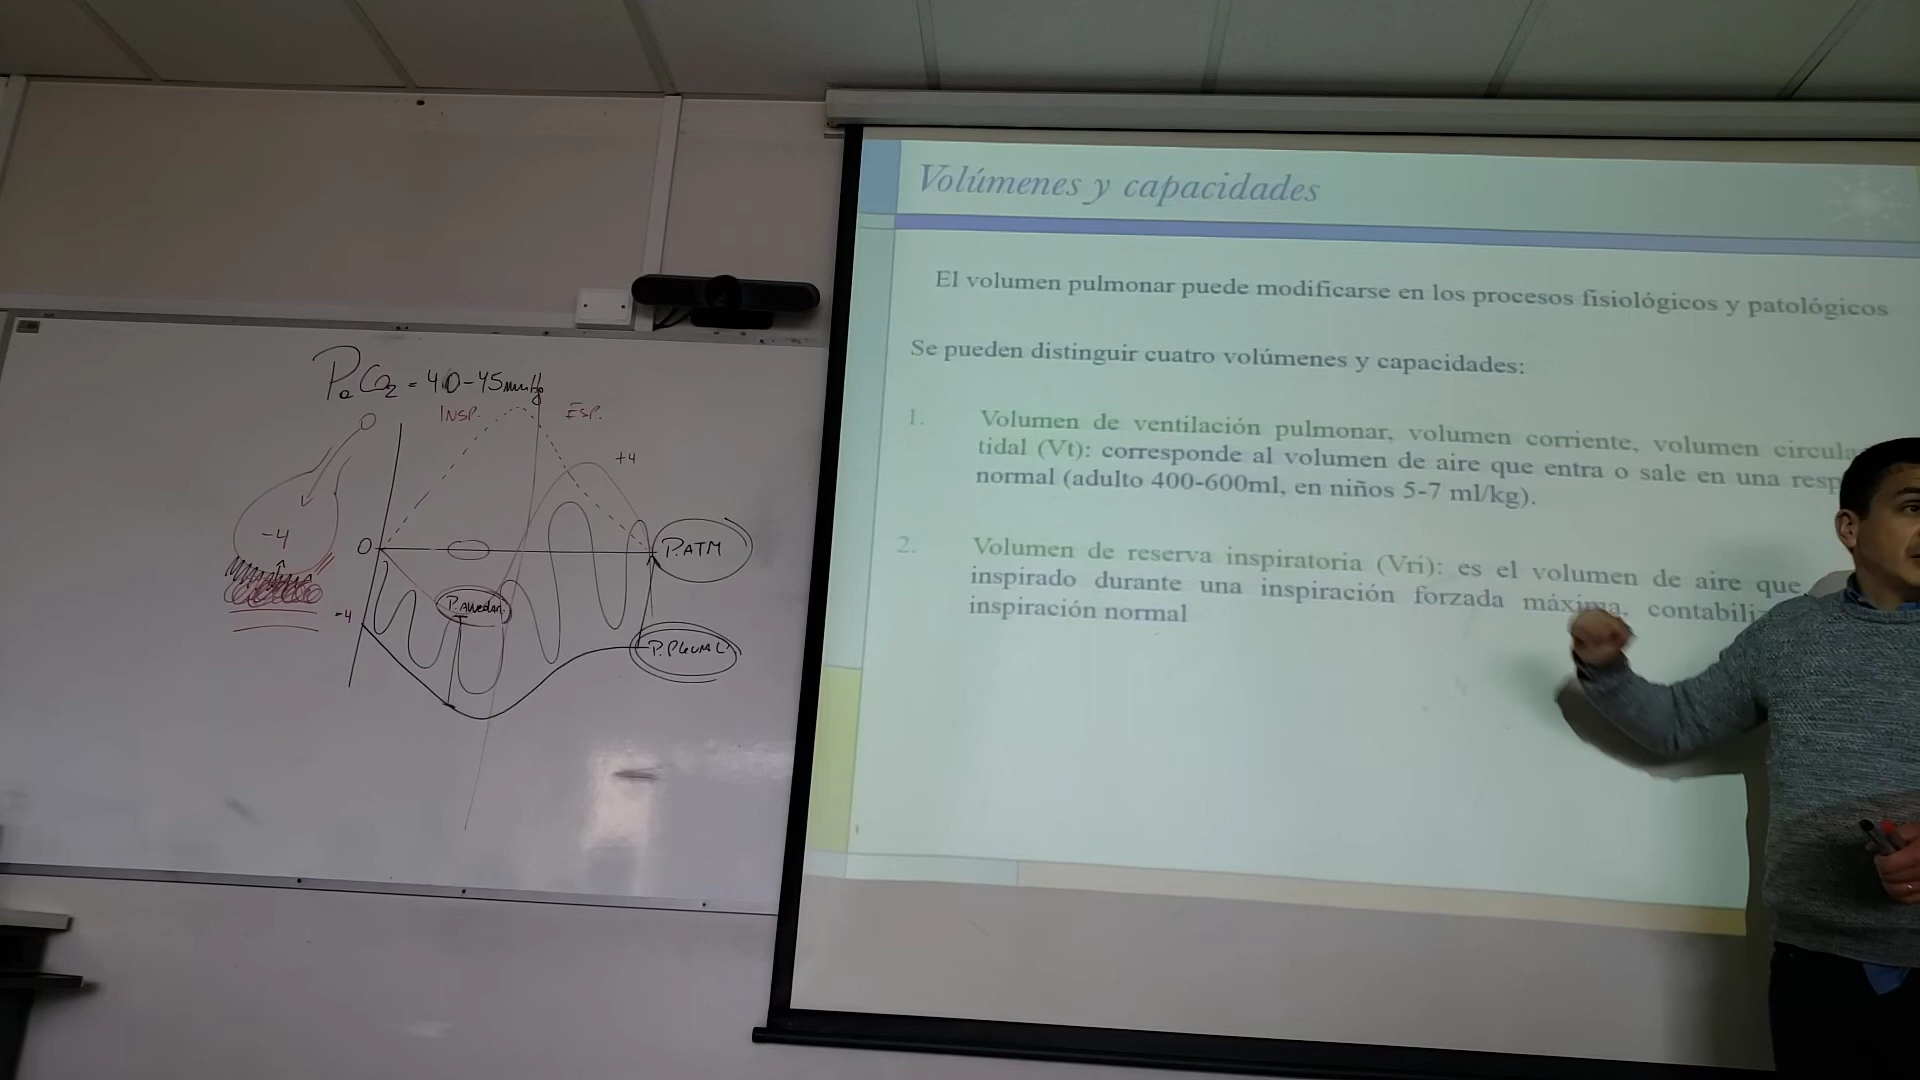 PaCO2 = 40-45mmHg
INSP. ESP.
+4
-4
0
P.ATM
-4
P.PLEURAL
Volúmenes y capacidades
El volumen pulmonar puede modificarse en los procesos fisiológicos y patológicos
Se pueden distinguir cuatro volúmenes y capacidades:
1. Volumen de ventilación pulmonar, volumen corriente, volumen
tidal (Vt): corresponde al volumen de aire que entra o sale en una
normal (adulto 400-600ml, en niños 5-7 ml/kg).
2. Volumen de reserva inspiratoria (Vri): es el volumen de aire que
inspirado durante una inspiración forzada máxima,
inspiración normal